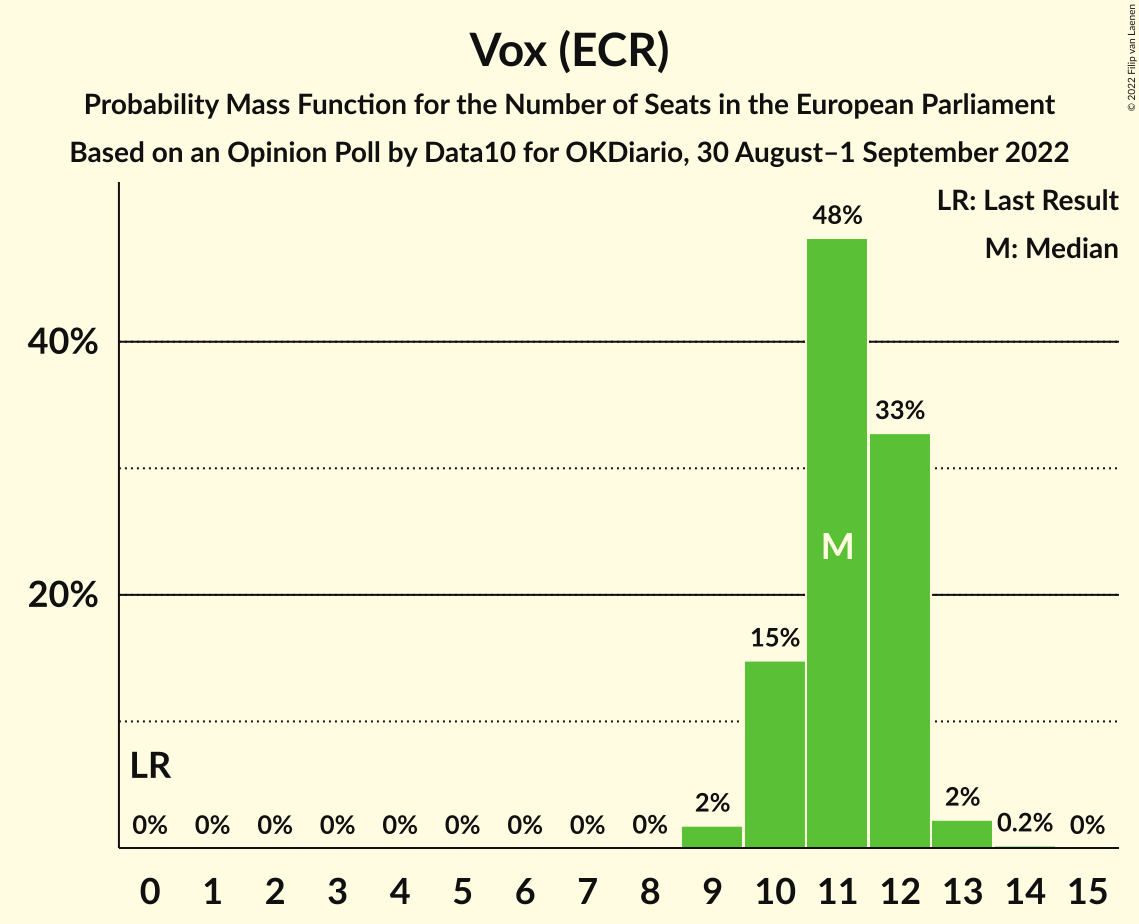 Vox (ECR)
Probability Mass Function for the Number of Seats in the European Parliament
Based on an Opinion Poll by Data10 for OKDiario, 30 August–1 September 2022
© 2022 Filip van Laenen
LR: Last Result
M: Median
48%
40%
33%
M
20%
15%
LR
0% 0% 0% 0% 0% 0% 0% 0% 0% 2% 2% 0.2% 0%
0 1 2 3 4 5 6 7 8 9 10 11 12 13 14 15